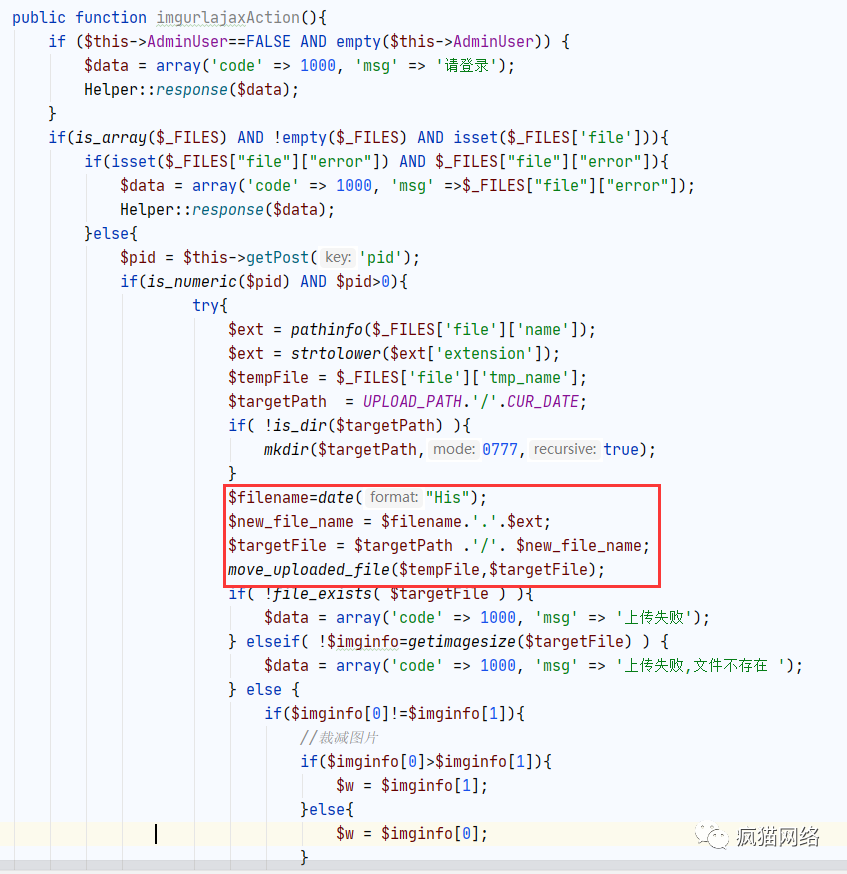 public function imgurlajaxAction(){
if ($this->AdminUser==FALSE AND empty($this->AdminUser)) {
$data = array('code' => 1000, 'msg' => '请登录');
Helper::response($data);
}
if(is_array($_FILES) AND !empty($_FILES) AND isset($_FILES['file'])){
if(isset($_FILES["file"]["error"]) AND $_FILES["file"]["error"]){
$data = array('code' => 1000, 'msg' =>$_FILES["file"]["error"]);
Helper::response($data);
}else{
$pid = $this->getPost( key: 'pid');
if(is_numeric($pid) AND $pid>0){
try{
$ext = pathinfo($_FILES['file']['name']);
$ext = strtolower($ext['extension']);
$tempFile = $_FILES['file']['tmp_name'];
$targetPath  = UPLOAD_PATH.'/'.CUR_DATE;
if( !is_dir($targetPath) ){
mkdir($targetPath, mode: 0777, recursive: true);
}
$filename=date( format: "His");
$new_file_name = $filename.'.'.$ext;
$targetFile = $targetPath .'/'. $new_file_name;
move_uploaded_file($tempFile,$targetFile);
if( !file_exists( $targetFile ) ){
$data = array('code' => 1000, 'msg' => '上传失败');
} elseif( !$imginfo=getimagesize($targetFile) ) {
$data = array('code' => 1000, 'msg' => '上传失败,文件不存在 ');
} else {
if($imginfo[0]!=$imginfo[1]){
//裁减图片
if($imginfo[0]>$imginfo[1]){
$w = $imginfo[1];
}else{
$w = $imginfo[0];
}
疯猫网络